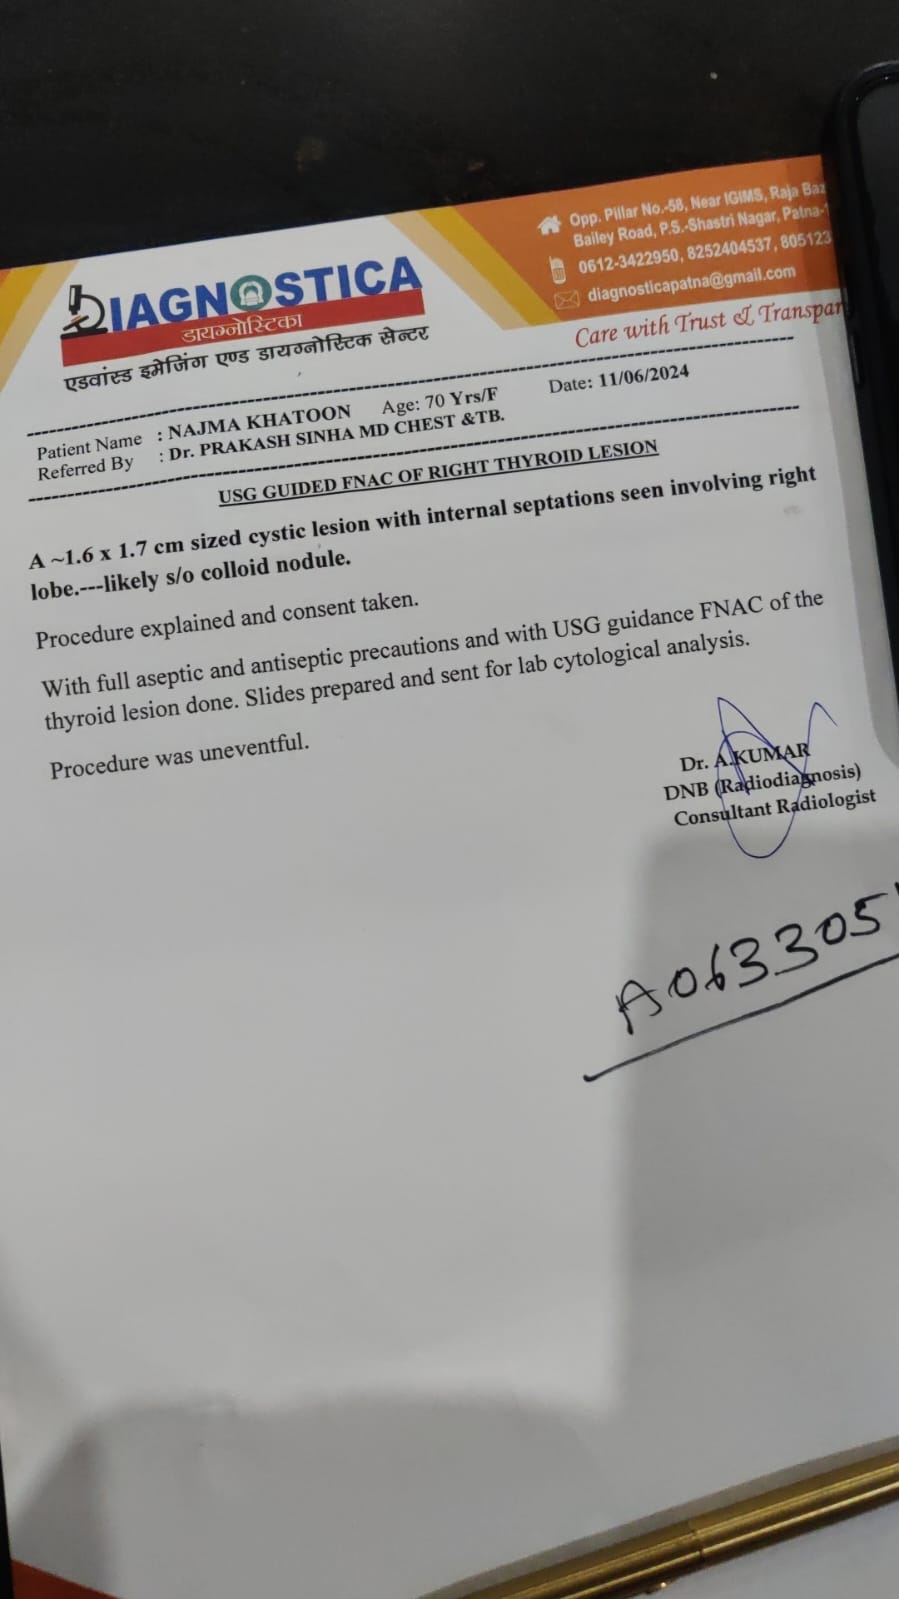 DIAGNOSTICA
डायग्नोस्टिका
एडवांस्ड इमेजिंग एण्ड डायग्नोस्टिक सेन्टर
Opp. Pillar No.-58, Near IGIMS, Raja
Bailey Road, P.S.-Shastri Nagar, Patna-
0612-3422950, 8252404537, 805123
diagnosticapatna@gmail.com
Care with Trust &
Patient Name : NAJMA KHATOON Age: 70 Yrs/F Date: 11/06/2024
Referred By : Dr. PRAKASH SINHA MD CHEST &TB.
USG GUIDED FNAC OF RIGHT THYROID LESION
A ~1.6 x 1.7 cm sized cystic lesion with internal septations seen involving right
lobe.---likely s/o colloid nodule.
Procedure explained and consent taken.
With full aseptic and antiseptic precautions and with USG guidance FNAC of the
thyroid lesion done. Slides prepared and sent for lab cytological analysis.
Procedure was uneventful.
Dr. A.KUMAR
DNB (Radiodiagnosis)
Consultant Radiologist
A063305